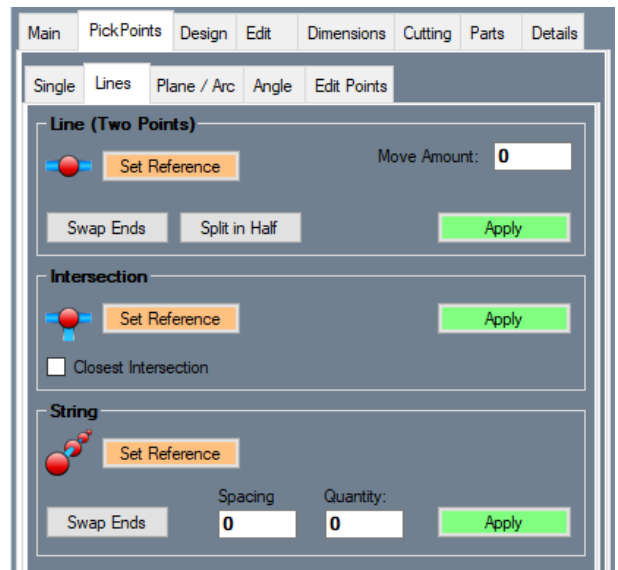 Main PickPoints Design Edit Dimensions Cutting Parts Details
Single Lines Plane / Arc Angle Edit Points
Line (Two Points)
Set Reference Move Amount: 0
Swap Ends Split in Half Apply
Intersection
Set Reference Apply
Closest Intersection
String
Set Reference
Spacing Quantity:
Swap Ends 0 0 Apply